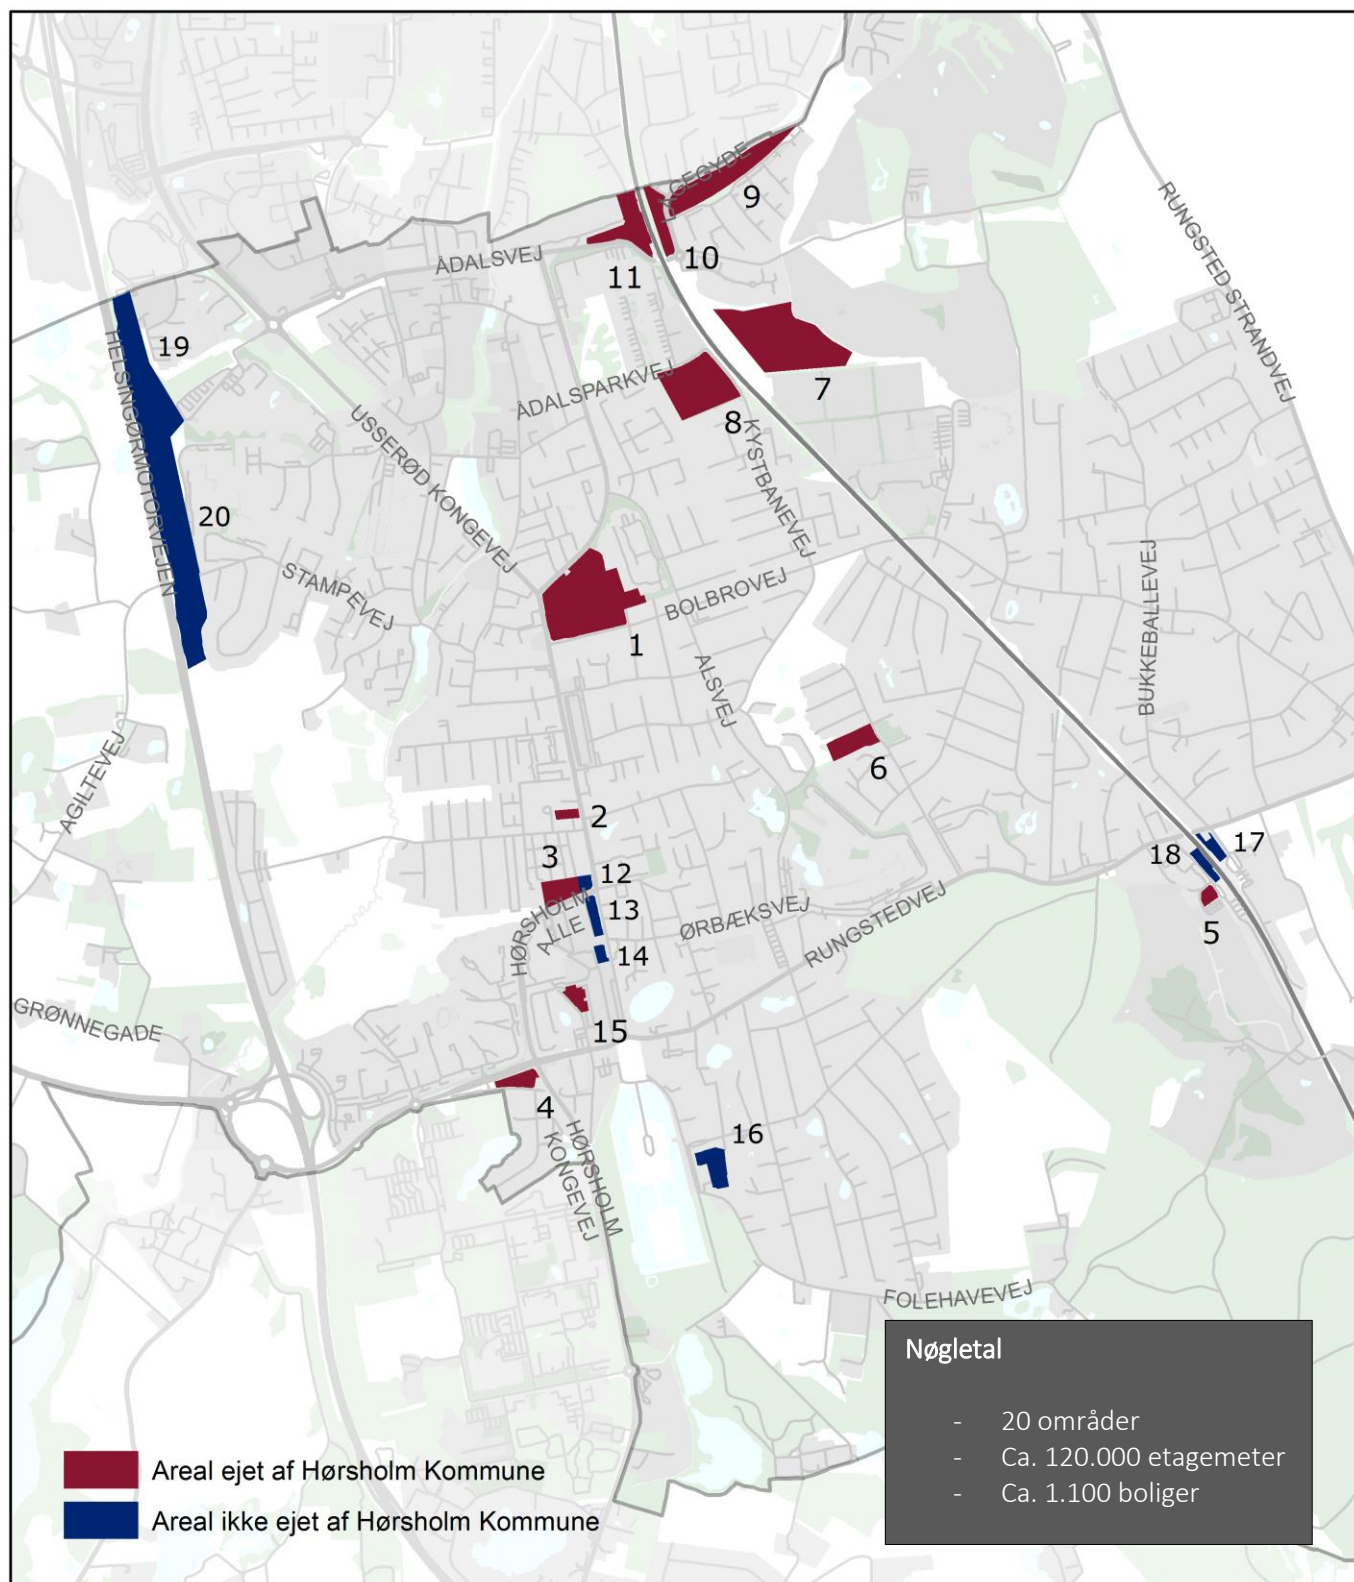 LÅGEGYDE
9
ÅDALSVEJ
10
11
RUNGSTED STRANDVEJ
19
HELSINGØRMOTORVEJEN
7
ÅDALSPARKVEJ
8
USSERØD KONGEVEJ
KYSTBANEVEJ
20
STAMPEVEJ
BOLBROVEJ
1
BUKKEBALLEVEJ
ALSVEJ
6
AGILTEVEJ
2
3
12
17
18
13
HØRSHOLM
ALLE
ØRBÆKSVEJ
RUNGSTEDVEJ
5
14
GRØNNEGADE
15
4
HØRSHOLM
KONGEVEJ
16
FOLEHAVEVEJ
Nøgletal
- 20 områder
- Ca. 120.000 etagemeter
- Ca. 1.100 boliger
Areal ejet af Hørsholm Kommune
Areal ikke ejet af Hørsholm Kommune